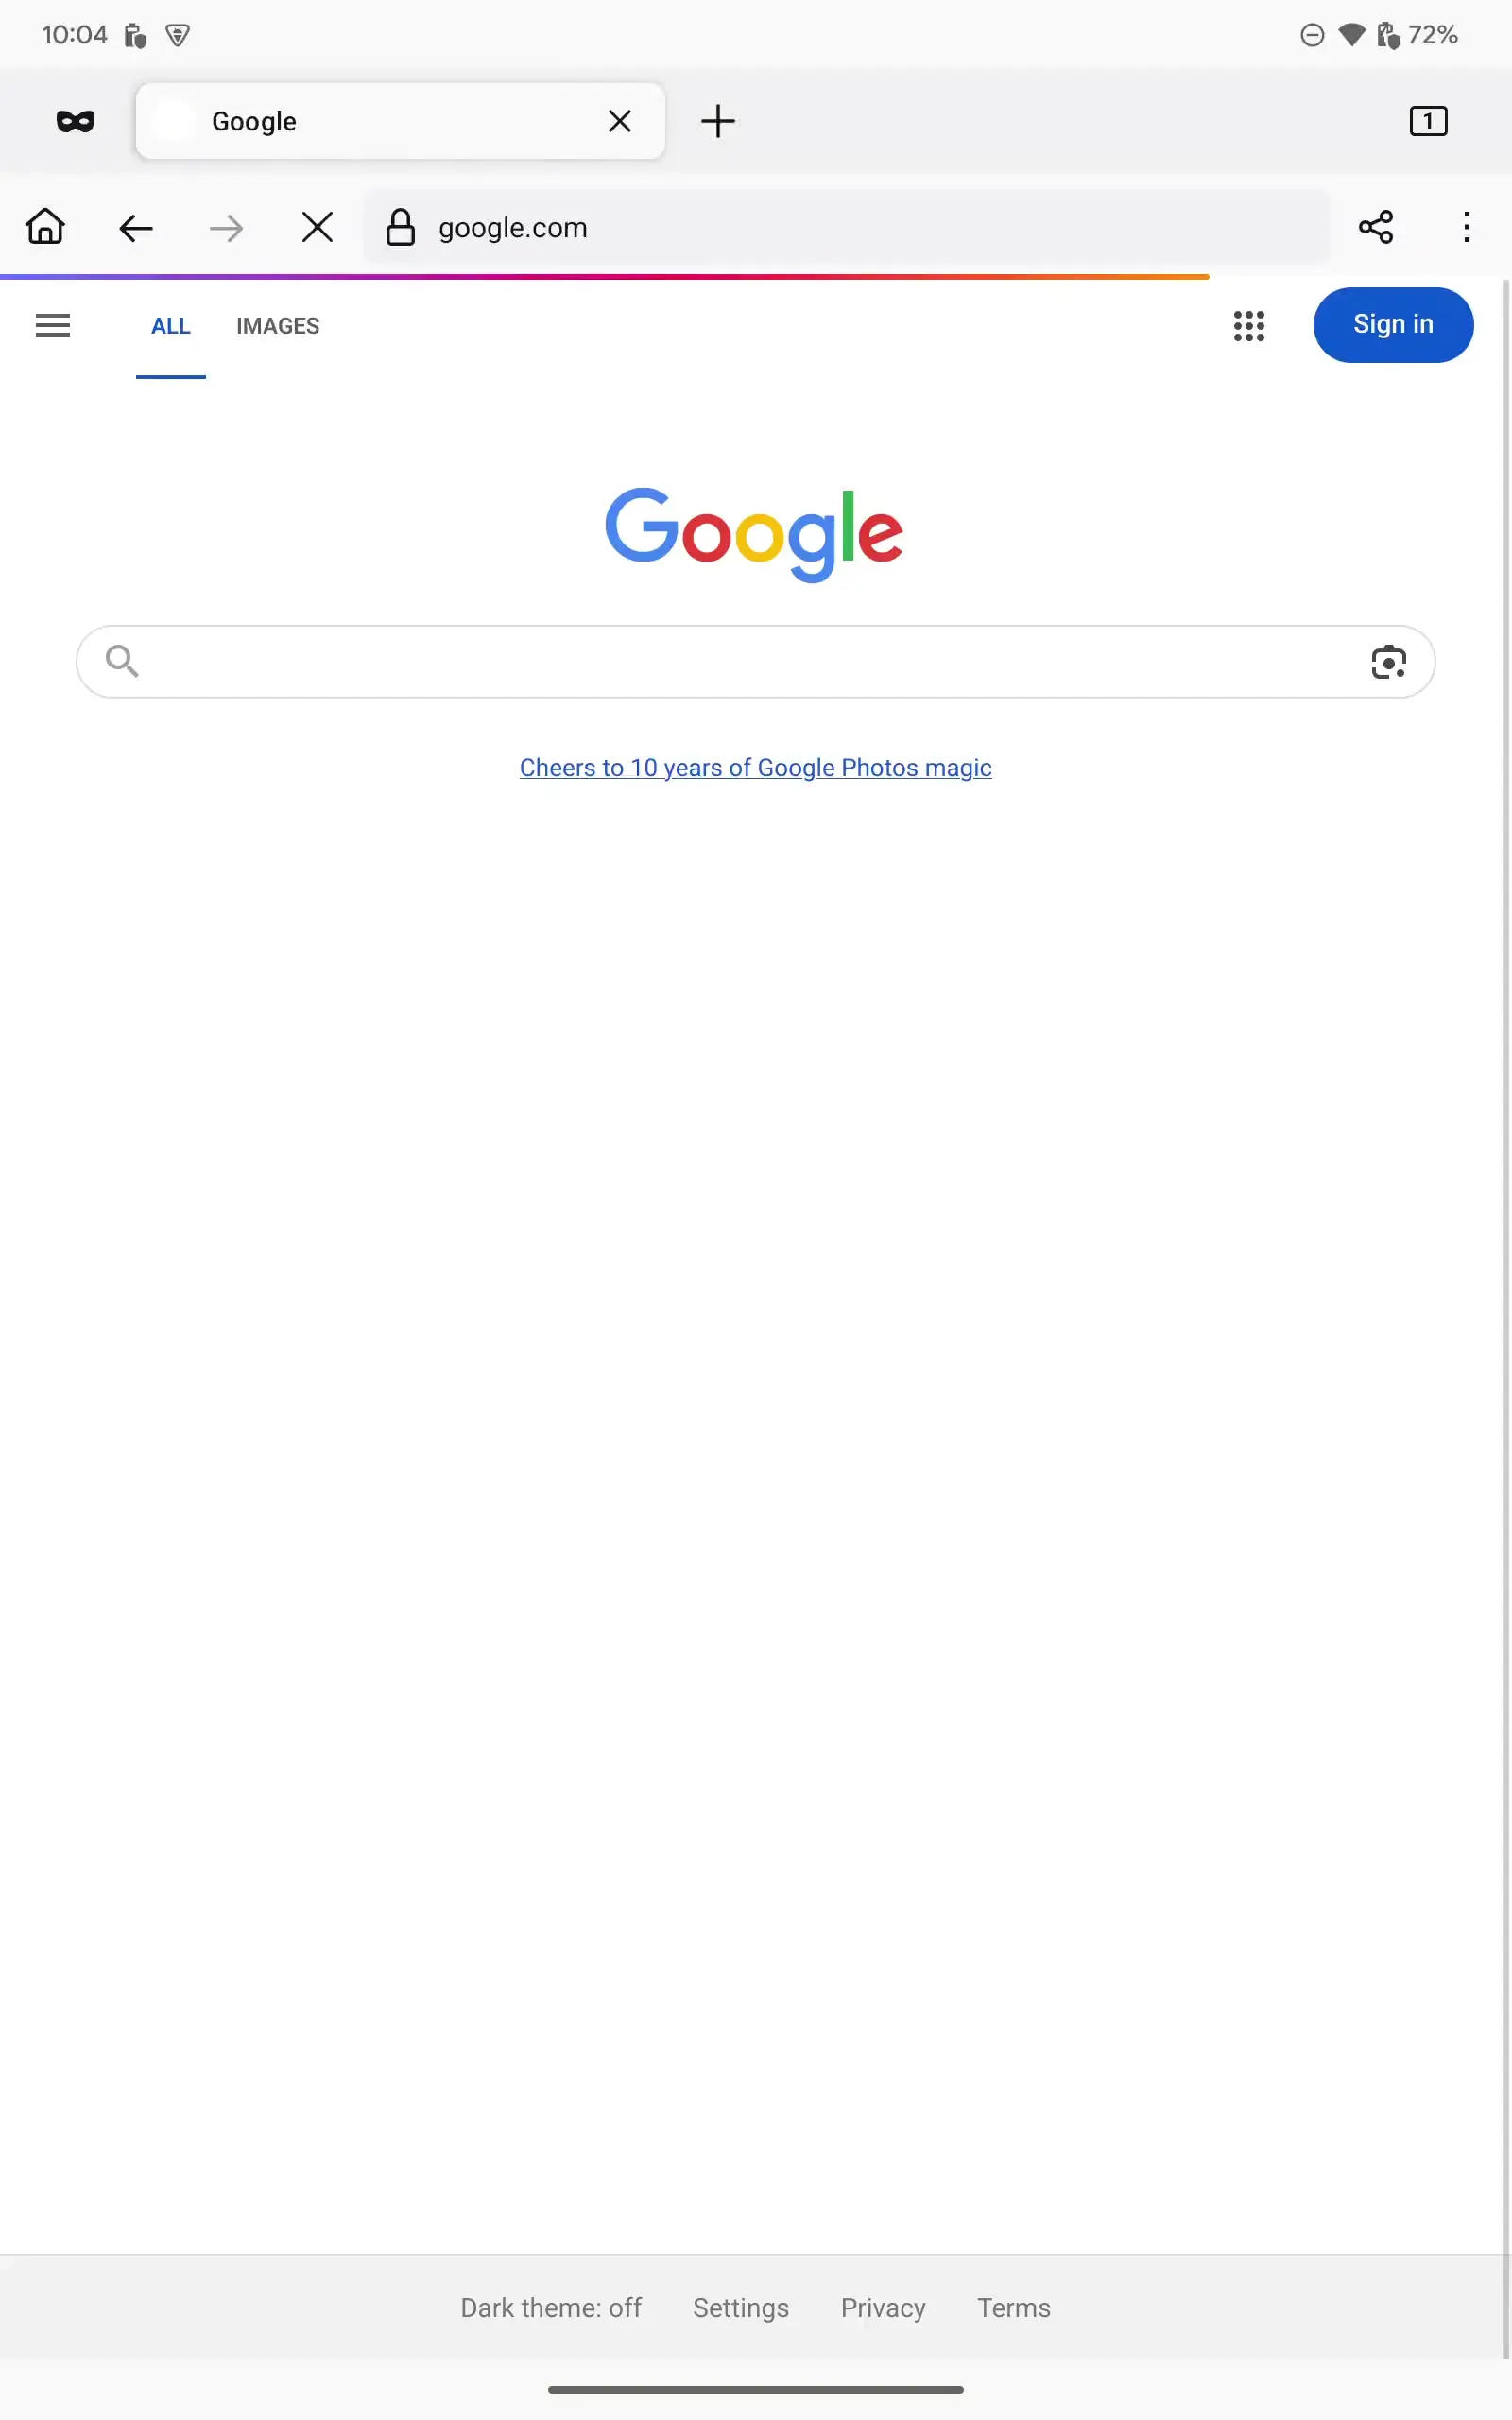 10:04
72%
Google
1
google.com
ALL IMAGES
Sign in
Google
Cheers to 10 years of Google Photos magic
Dark theme: off Settings Privacy Terms